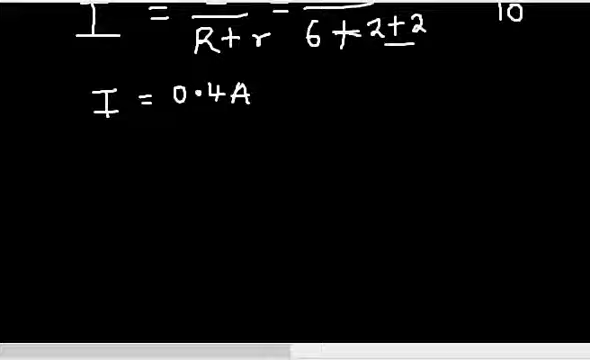 I = R+r = 6+2+2 10
I = 0.4A